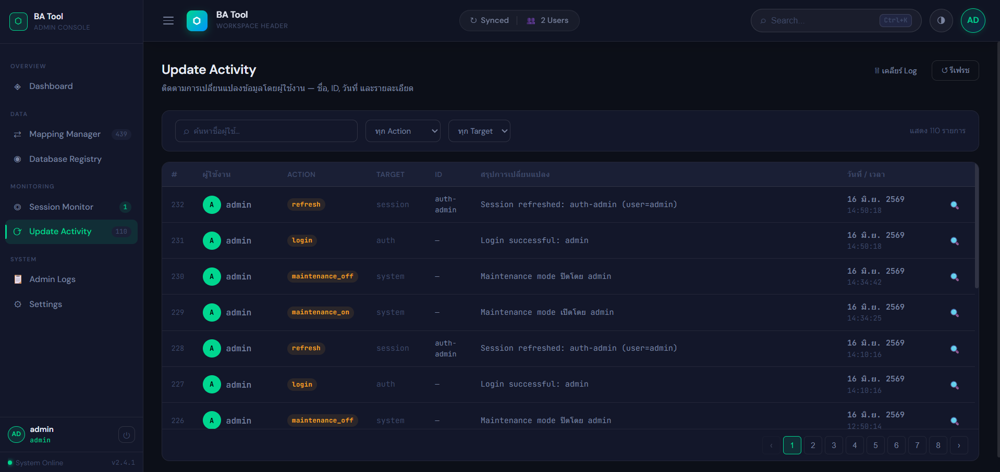 BA Tool
ADMIN CONSOLE
OVERVIEW
Dashboard
DATA
Mapping Manager 439
Database Registry
MONITORING
Session Monitor 1
Update Activity 110
SYSTEM
Admin Logs
Settings
AD admin
admin
System Online v2.4.1
BA Tool
WORKSPACE HEADER
Synced 2 Users
Search... Ctrl+K
AD
Update Activity
ติดตามการเปลี่ยนแปลงข้อมูลโดยผู้ใช้งาน — ชื่อ, ID, วันที่ และรายละเอียด
เคลียร์ Log
รีเฟรช
ค้นหาชื่อผู้ใช้... ทุก Action ทุก Target แสดง 110 รายการ
# ผู้ใช้งาน ACTION TARGET ID สรุปการเปลี่ยนแปลง วันที่ / เวลา
232 A admin refresh session auth-admin Session refreshed: auth-admin (user=admin) 16 มิ.ย. 2569 14:50:18
231 A admin login auth — Login successful: admin 16 มิ.ย. 2569 14:50:18
230 A admin maintenance_off system — Maintenance mode ปิดโดย admin 16 มิ.ย. 2569 14:34:42
229 A admin maintenance_on system — Maintenance mode เปิดโดย admin 16 มิ.ย. 2569 14:34:25
228 A admin refresh session auth-admin Session refreshed: auth-admin (user=admin) 16 มิ.ย. 2569 14:10:16
227 A admin login auth — Login successful: admin 16 มิ.ย. 2569 14:10:16
226 A admin maintenance_off system — Maintenance mode ปิดโดย admin 16 มิ.ย. 2569 12:50:14
‹ 1 2 3 4 5 6 7 8 ›